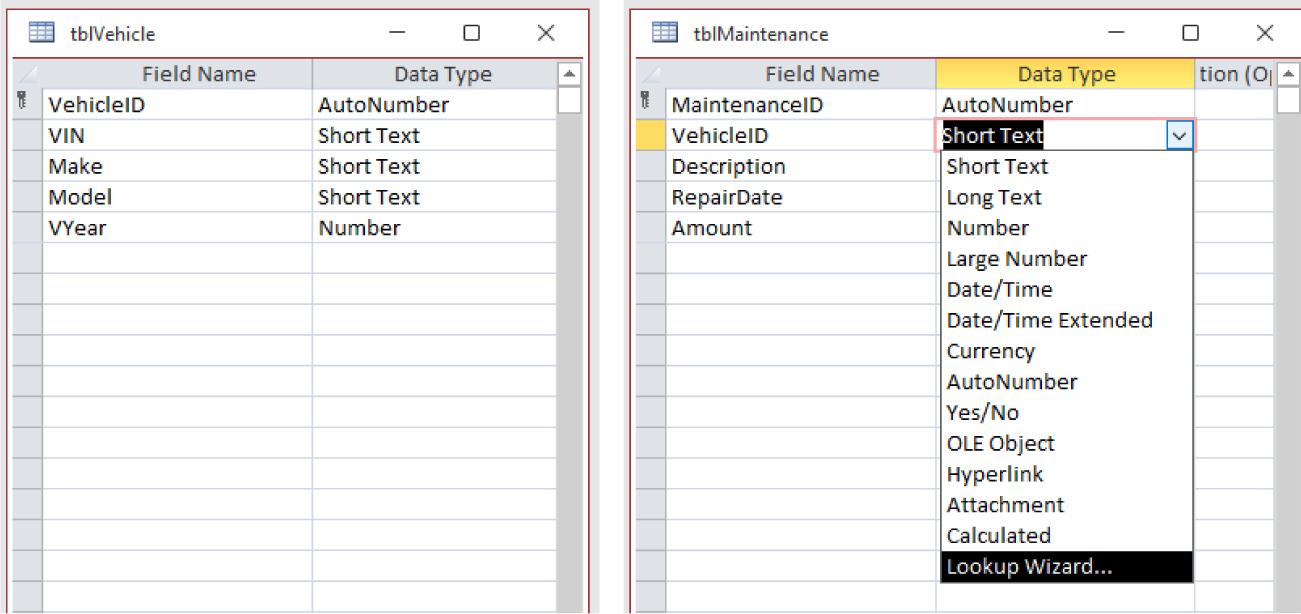 tblVehicle
Field Name Data Type
VehicleID AutoNumber
VIN Short Text
Make Short Text
Model Short Text
VYear Number
tblMaintenance
Field Name Data Type tion (O
MaintenanceID AutoNumber
VehicleID Short Text
Description
RepairDate
Amount
Short Text
Long Text
Number
Large Number
Date/Time
Date/Time Extended
Currency
AutoNumber
Yes/No
OLE Object
Hyperlink
Attachment
Calculated
Lookup Wizard...